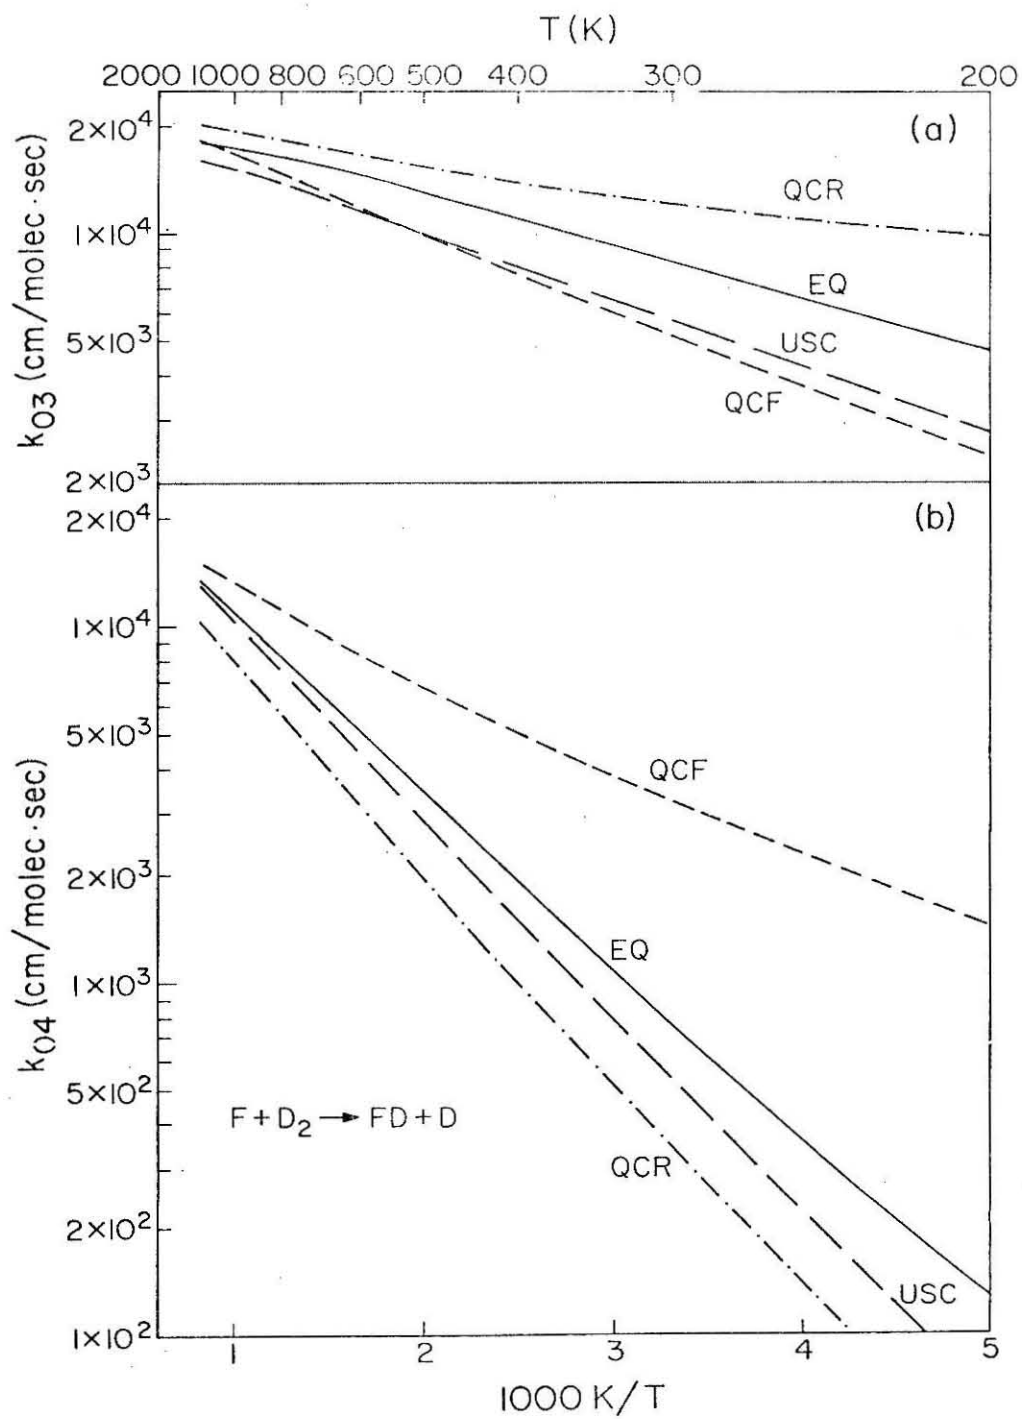 T(K)
2000 1000 800 600 500 400 300 200
(a)
2×10⁴
QCR
1×10⁴
EQ
5×10³
USC
QCF
2×10³
k₀₃ (cm/molec·sec)
(b)
2×10⁴
1×10⁴
5×10³
QCF
2×10³
EQ
1×10³
5×10²
F+D₂→FD+D
QCR
2×10²
USC
1×10²
k₀₄ (cm/molec·sec)
1 2 3 4 5
1000 K/T